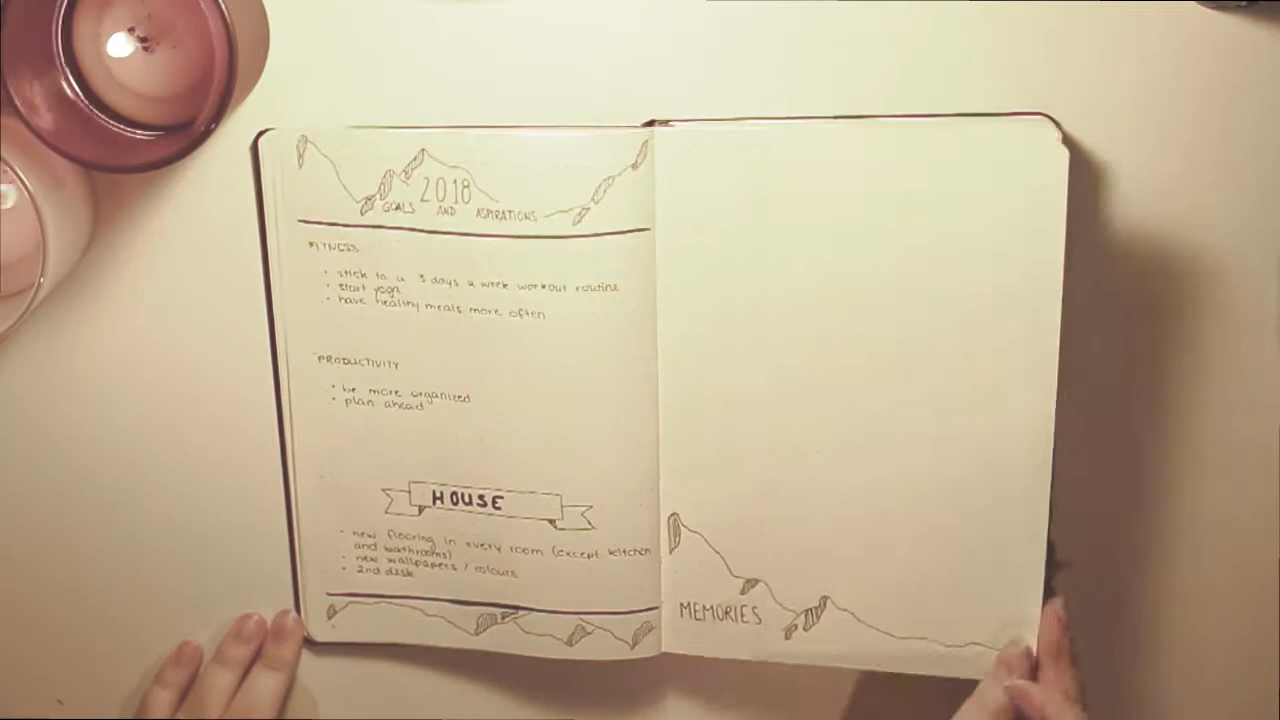 2018
GOALS AND ASPIRATIONS
FITNESS
• stick to a 3 days a week workout routine
• start yoga
• have healthy meals more often
PRODUCTIVITY
• be more organized
• plan ahead
HOUSE
• new flooring in every room (except kitchen
and bathrooms)
• new wallpapers / colours
• 2nd desk
MEMORIES